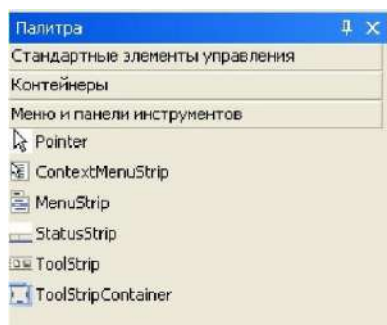 Палитра
Стандартные элементы управления
Контейнеры
Меню и панели инструментов
Pointer
ContextMenuStrip
MenuStrip
StatusStrip
ToolStrip
ToolStripContainer